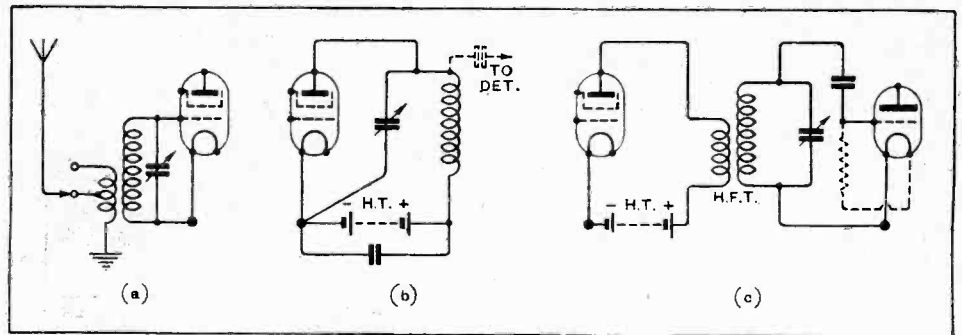 TO
DET.
- H.T. +
- H.T. +
H.F.T.
(a)
(b)
(c)